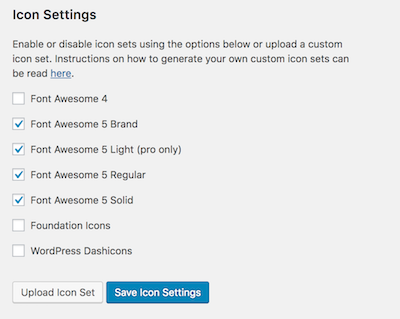 Icon Settings
Enable or disable icon sets using the options below or upload a custom
icon set. Instructions on how to generate your own custom icon sets can
be read here.
Font Awesome 4
Font Awesome 5 Brand
Font Awesome 5 Light (pro only)
Font Awesome 5 Regular
Font Awesome 5 Solid
Foundation Icons
WordPress Dashicons
Upload Icon Set Save Icon Settings